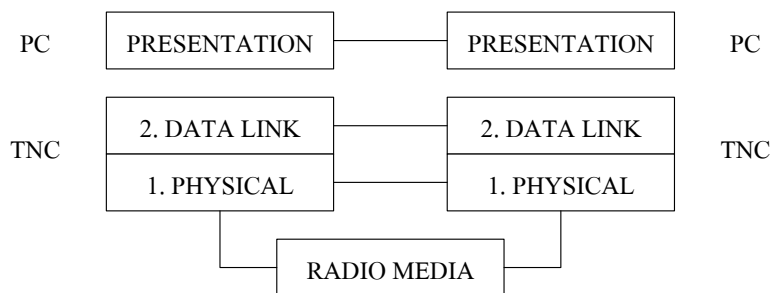 PC PRESENTATION PRESENTATION PC
2. DATA LINK 2. DATA LINK
TNC TNC
1. PHYSICAL 1. PHYSICAL
RADIO MEDIA